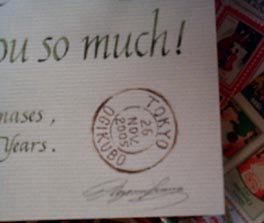 ou so much!
mases,
Years.
TOKYO
26
NOV.
2005
OGIKUBO